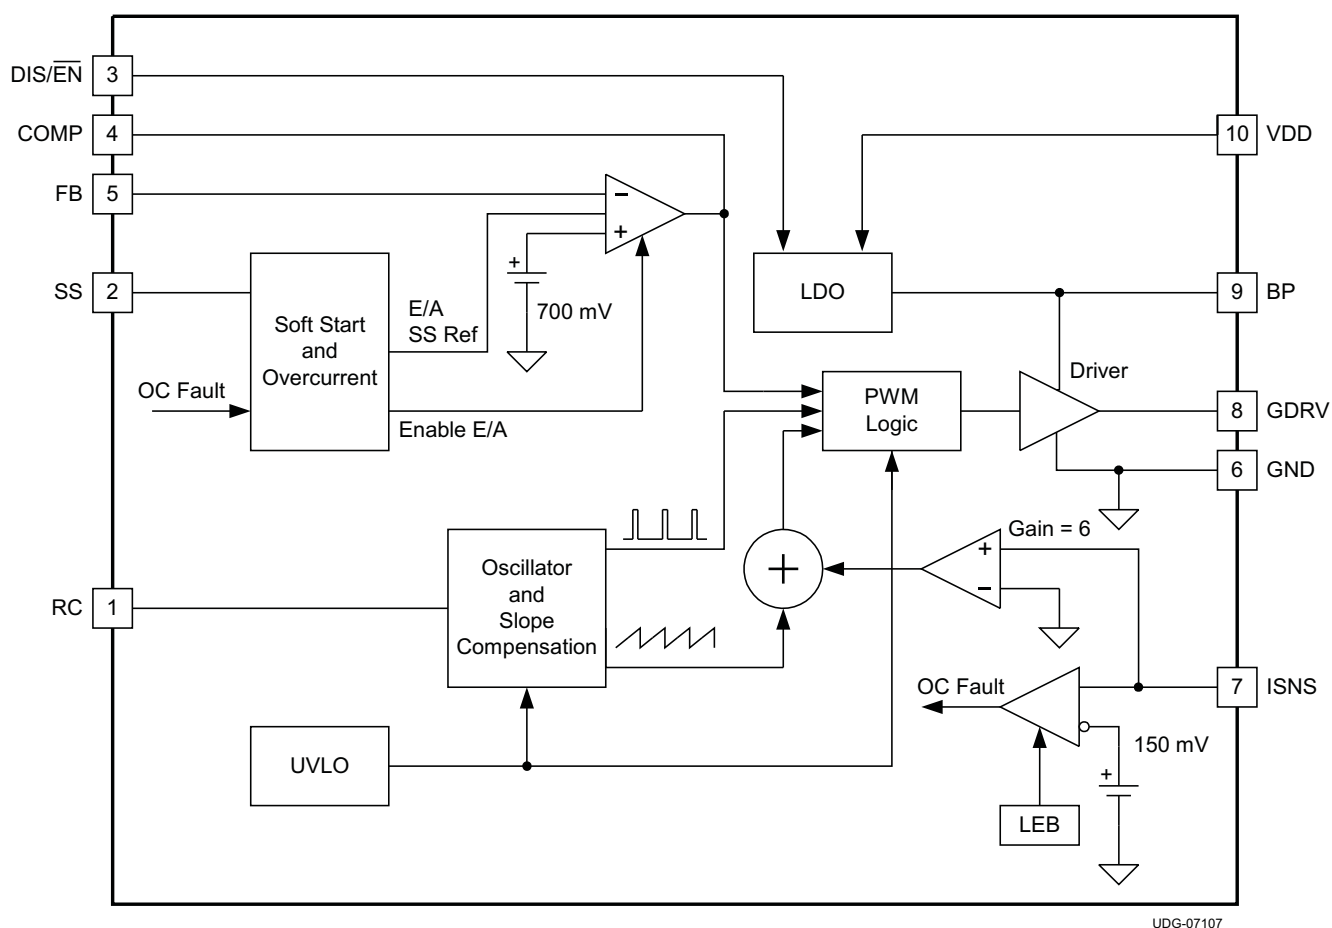 DIS/EN
3
COMP
4
10
VDD
FB
5
−
+
+
700 mV
SS
2
Soft Start
and
Overcurrent
E/A
SS Ref
LDO
9
BP
OC Fault
Enable E/A
PWM
Logic
Driver
8
GDRV
6
GND
Gain = 6
+
−
+
Oscillator
and
Slope
Compensation
RC
1
OC Fault
7
ISNS
150 mV
+
UVLO
LEB
UDG-07107